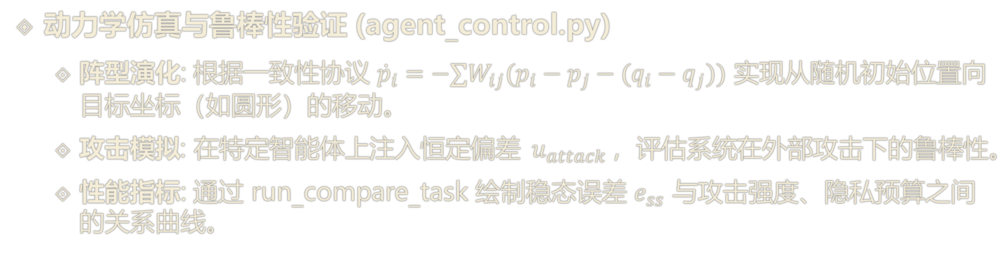 动力学仿真与鲁棒性验证 (agent_control.py)
阵型演化: 根据一致性协议 $\dot{p}_i = -\sum W_{ij}(p_i - p_j - (q_i - q_j))$ 实现从随机初始位置向
目标坐标（如圆形）的移动。
攻击模拟: 在特定智能体上注入恒定偏差 $u_{attack}$，评估系统在外部攻击下的鲁棒性。
性能指标: 通过 run_compare_task 绘制稳态误差 $e_{ss}$ 与攻击强度、隐私预算之间
的关系曲线。